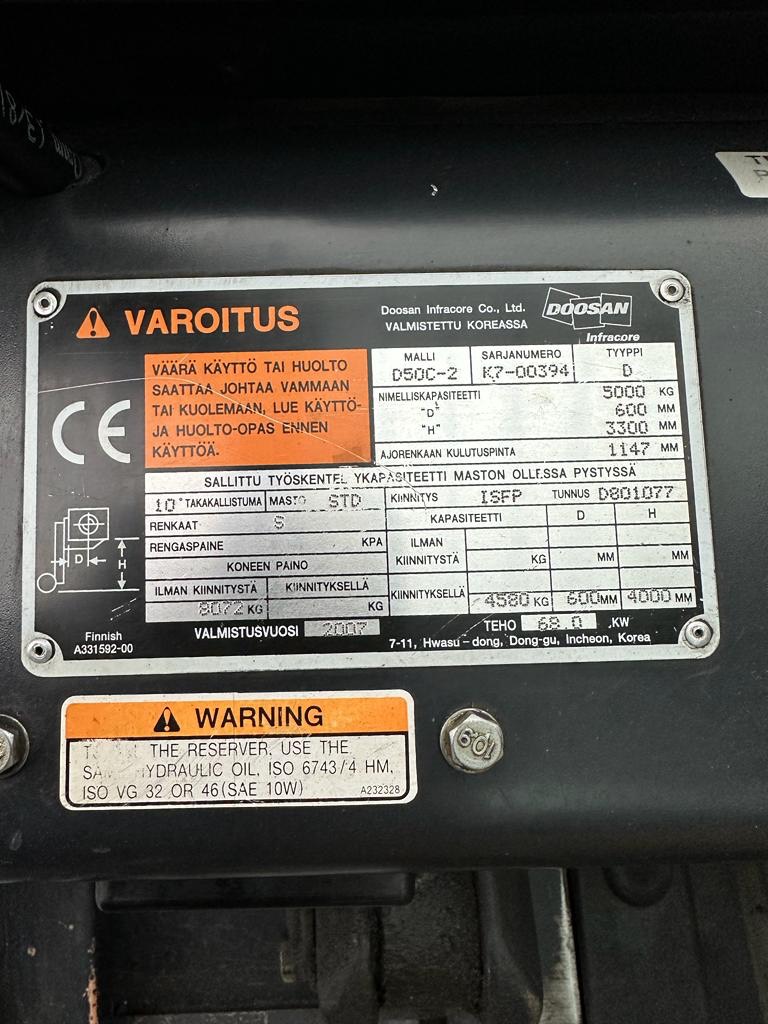 VAROITUS
Doosan Infracore Co., Ltd.
VALMISTETTU KOREASSA
DOOSAN
Infracore
VÄÄRÄ KÄYTTÖ TAI HUOLTO
SAATTAA JOHTAA VAMMAAN
TAI KUOLEMAAN, LUE KÄYTTÖ-
JA HUOLTO-OPAS ENNEN
KÄYTTÖÄ.
CE
MALLI SARJANUMERO TYYPPI
D50C-2 K7-00394 D
NIMELLISKAPASITEETTI 5000 KG
"D" 600 MM
"H" 3300 MM
AJORENKAAN KULUTUSPINTA 1147 MM
SALLITTU TYÖSKENTEL YKAPASITEETTI MASTON OLLESSA PYSTYSSÄ
10° TAKAKALLISTUMA MASTO STD KIINNITYS ISFP TUNNUS D801077
RENKAAT S KAPASITEETTI D H
RENGASPAINE KPA ILMAN
KIINNITYSTÄ KG MM MM
KONEEN PAINO
ILMAN KIINNITYSTÄ KIINNITYKSELLÄ
8072 KG KG KIINNITYKSELLÄ 4580 KG 600 MM 4000 MM
D H
VALMISTUSVUOSI 2007 TEHO 68.0 KW
Finnish
A331592-00
7-11, Hwasu-dong, Dong-gu, Incheon, Korea
WARNING
THE RESERVER, USE THE
HYDRAULIC OIL, ISO 6743/4 HM,
ISO VG 32 OR 46(SAE 10W) A232328
10.9